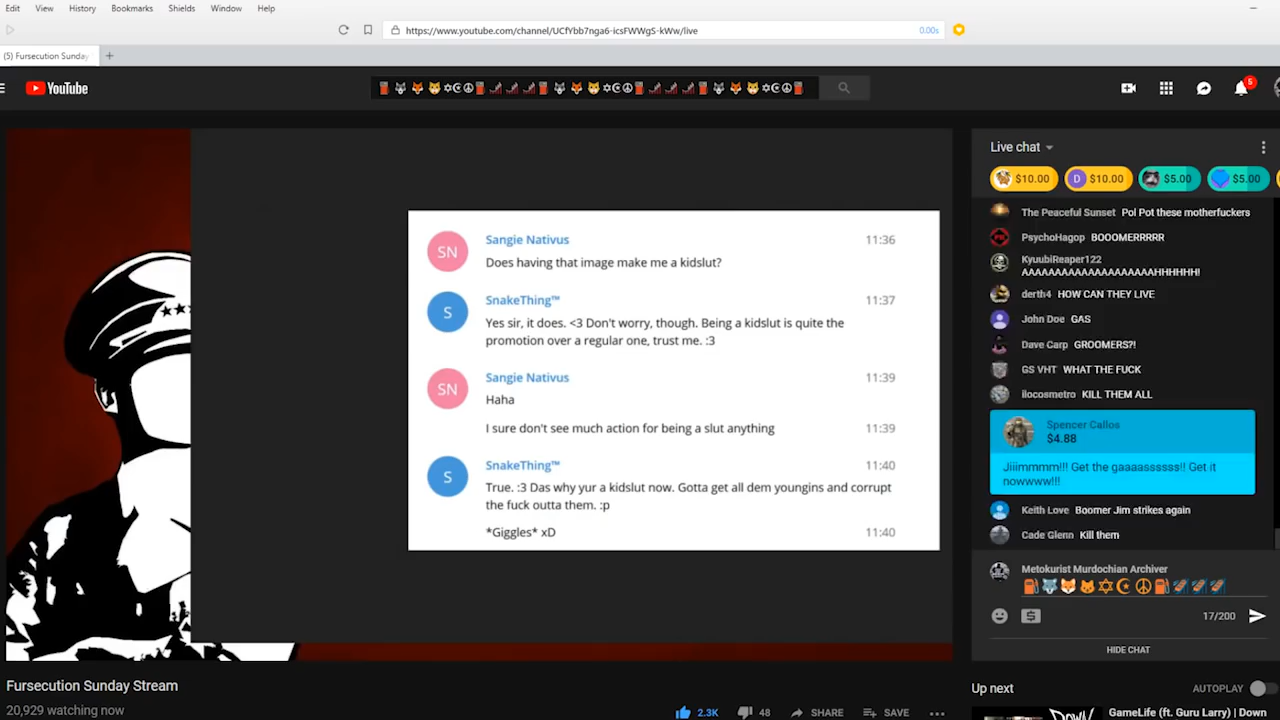 Edit View History Bookmarks Shields Window Help
https://www.youtube.com/channel/UCfYbb7nga6-icsFWWgS-kWw/live 0.00s
(5) Fursecution Sunday
YouTube
5
Sangie Nativus 11:36
Does having that image make me a kidslut?
SnakeThing™ 11:37
Yes sir, it does. <3 Don't worry, though. Being a kidslut is quite the
promotion over a regular one, trust me. :3
Sangie Nativus 11:39
Haha
I sure don't see much action for being a slut anything 11:39
SnakeThing™ 11:40
True. :3 Das why yur a kidslut now. Gotta get all dem youngins and corrupt
the fuck outta them. :p
*Giggles* xD 11:40
SN
S
SN
S
Live chat
$10.00 D $10.00 $5.00 $5.00
The Peaceful Sunset Pol Pot these motherfuckers
PsychoHagop BOOOMERRRRR
KyuubiReaper122
AAAAAAAAAAAAAAAAAAAAHHHHHH!
derth4 HOW CAN THEY LIVE
John Doe GAS
Dave Carp GROOMERS?!
GS VHT WHAT THE FUCK
ilocosmetro KILL THEM ALL
Spencer Callos
$4.88
Jiiimmmm!!! Get the gaaaassssss!! Get it
nowwww!!!
Keith Love Boomer Jim strikes again
Cade Glenn Kill them
Metokurist Murdochian Archiver
17/200
HIDE CHAT
Fursecution Sunday Stream
20,929 watching now
2.3K 48 SHARE SAVE
Up next AUTOPLAY
GameLife (ft. Guru Larry) | Down